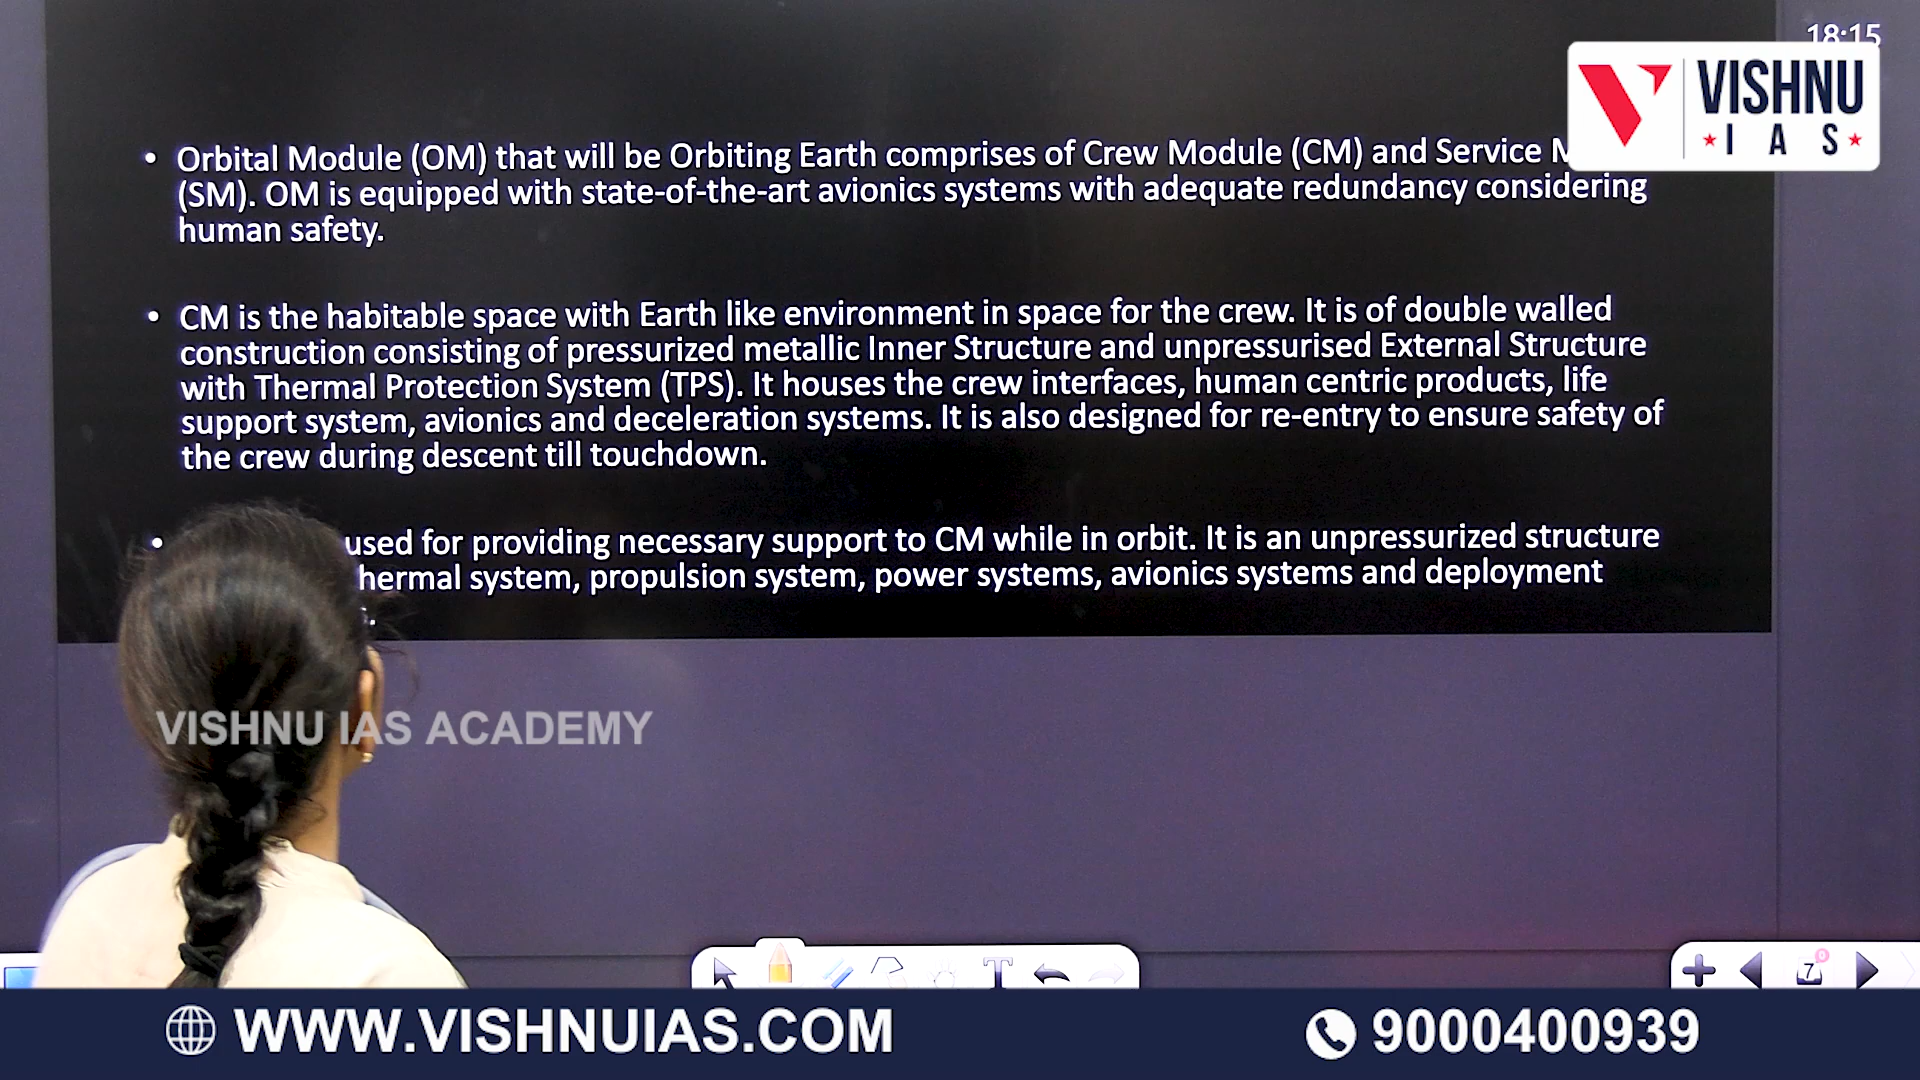 18:15
VISHNU
IAS
• Orbital Module (OM) that will be Orbiting Earth comprises of Crew Module (CM) and Service
(SM). OM is equipped with state-of-the-art avionics systems with adequate redundancy considering
human safety.
• CM is the habitable space with Earth like environment in space for the crew. It is of double walled
construction consisting of pressurized metallic Inner Structure and unpressurised External Structure
with Thermal Protection System (TPS). It houses the crew interfaces, human centric products, life
support system, avionics and deceleration systems. It is also designed for re-entry to ensure safety of
the crew during descent till touchdown.
• used for providing necessary support to CM while in orbit. It is an unpressurized structure
hermal system, propulsion system, power systems, avionics systems and deployment
VISHNU IAS ACADEMY
T
7
WWW.VISHNUIAS.COM
9000400939